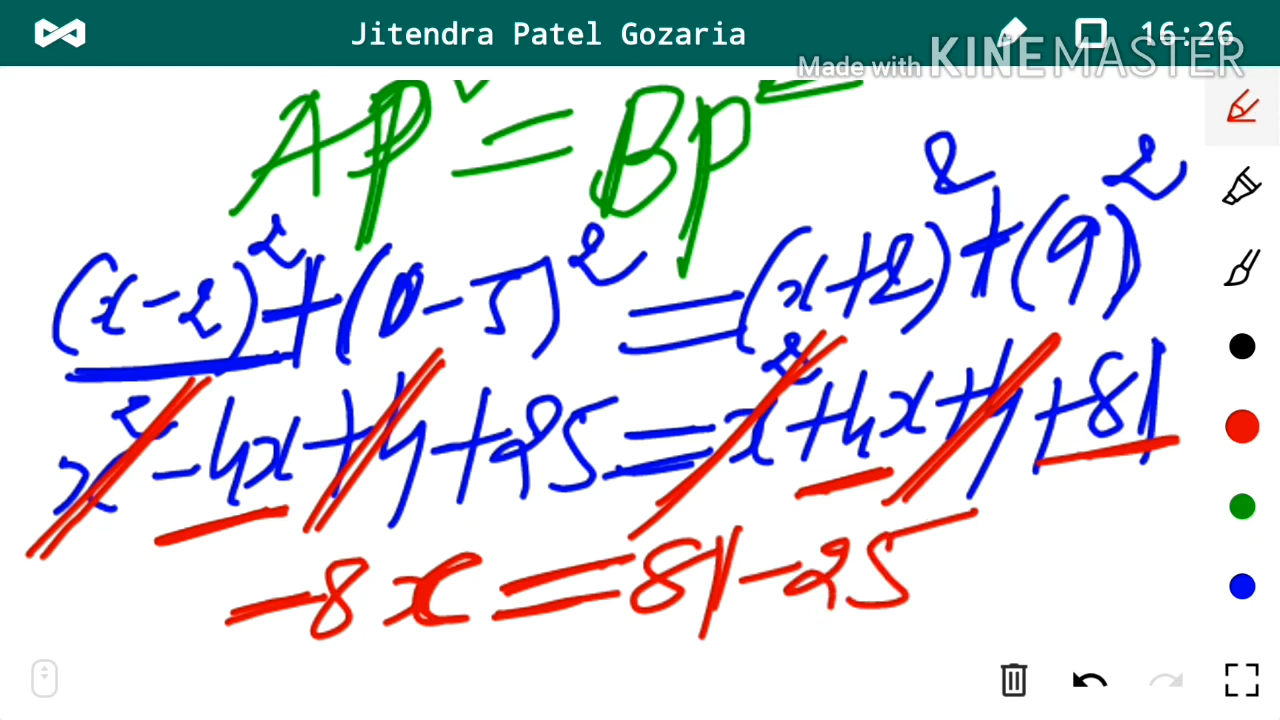 Jitendra Patel Gozaria 16:26
Made with KINEMASTER
AP² = BP²
(x-2)²+(0-5)² = (x+2)²+(9)²
x²-4x+4+25 = x²+4x+4+81
-8x = 81-25